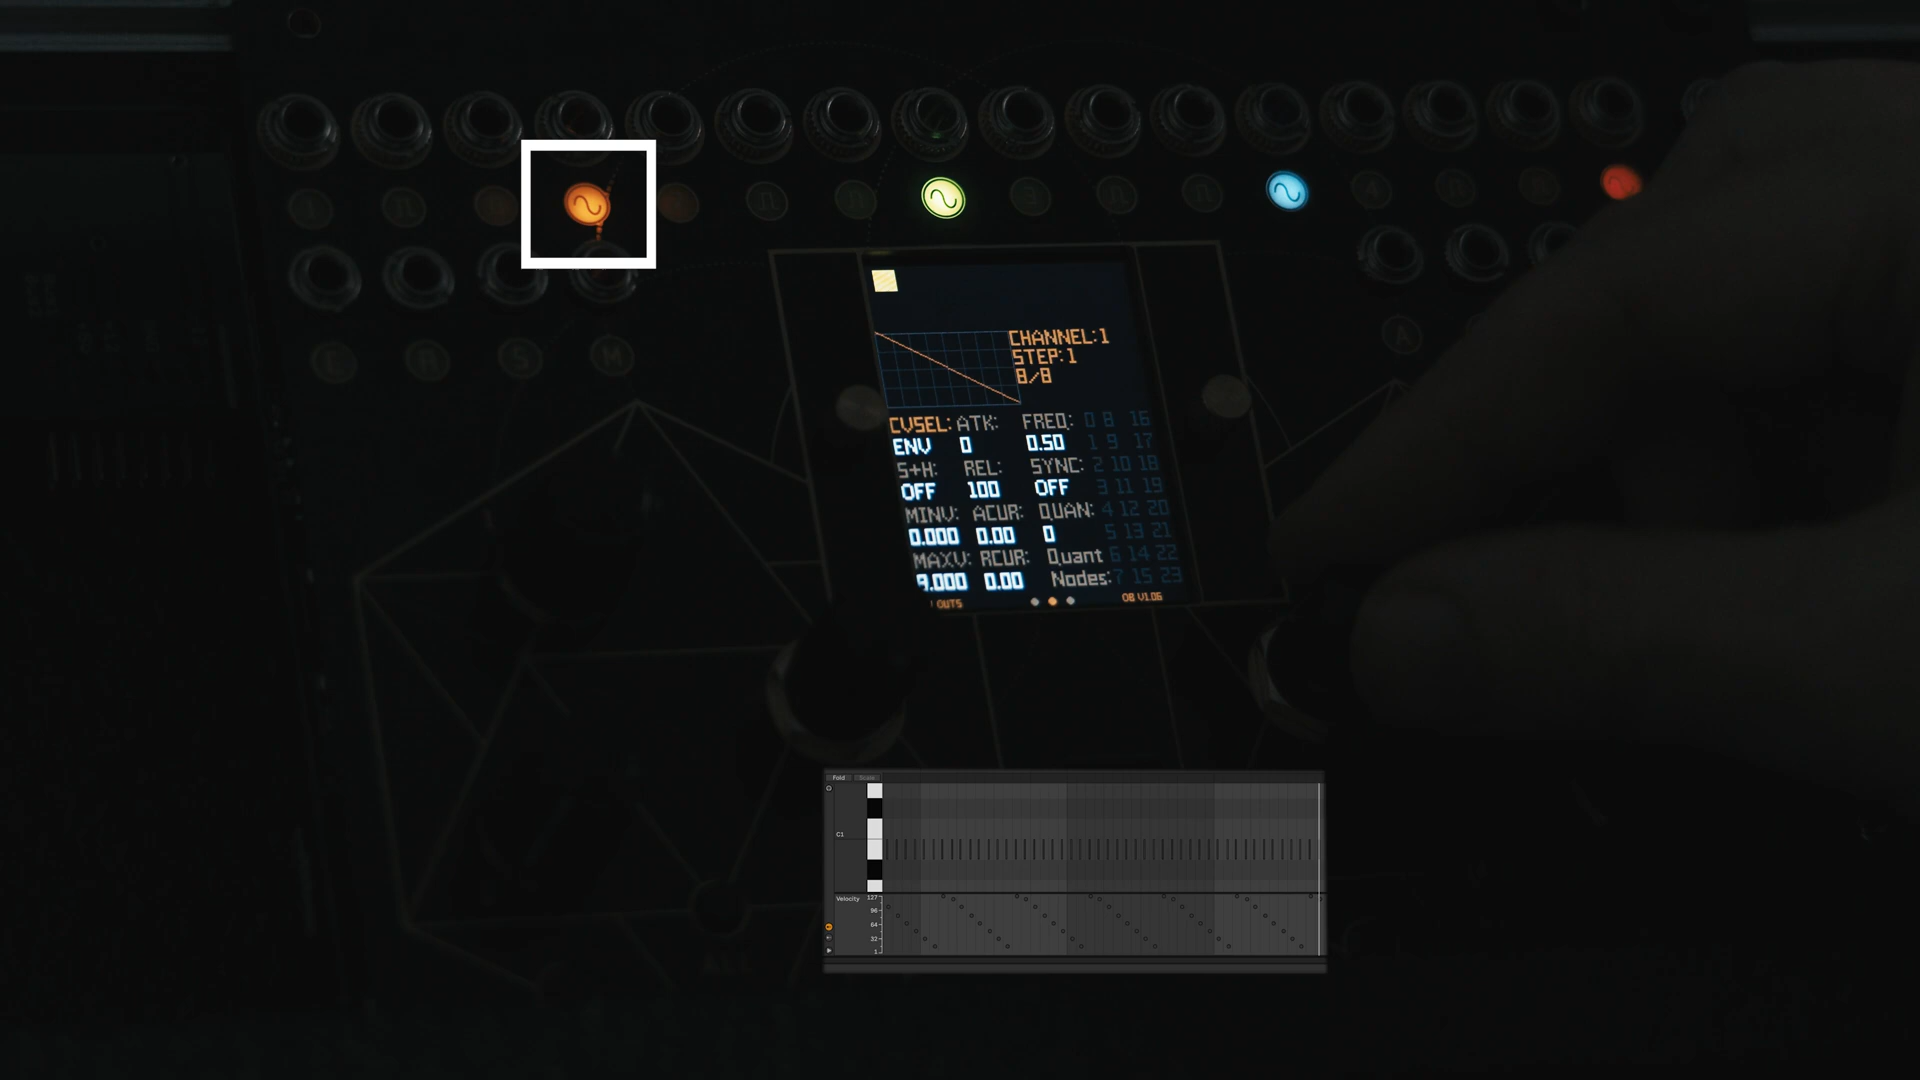 CHANNEL:1
STEP:1
8/8
CVSEL: ATK: FREQ: 0 8 16
ENV 0 0.50 1 9 17
S+H: REL: SYNC: 2 10 18
OFF 100 OFF 3 11 19
MINV: ACUR: QUAN: 4 12 20
0.000 0.00 0 5 13 21
MAXV: RCUR: Quant 6 14 22
9.000 0.00 Nodes: 7 15 23
OUTS OB V1.06
E A S M
A
Fold Scale
C1
Velocity 127
96
64
32
1